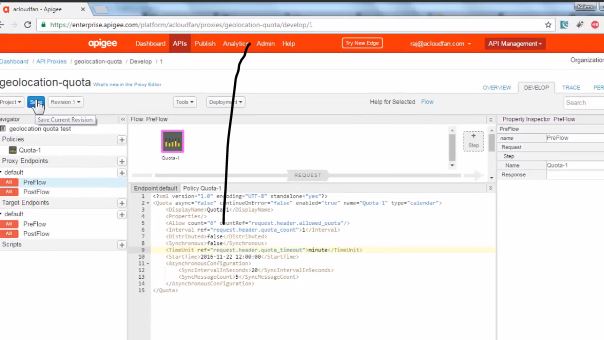 acloudfan - Apigee
https://enterprise.apigee.com/platform/acloudfan/proxies/geolocation-quota/develop/1
apigee Dashboard APIs Publish Analytics Admin Help Try New Edge raj@acloudfan.com API Management
Dashboard API Proxies Geolocation-quota Develop 1 Organizatio
geolocation-quota What's new in the Proxy Editor OVERVIEW DEVELOP TRACE PER
Project Save Revision 1 Tools Deployment Help for Selected Flow Search
Save Current Revision
Navigator Flow PreFlow Property Inspector PreFlow
geolocation quota test
Policies
Quota-1
Proxy Endpoints
default
All PreFlow
All PostFlow
Target Endpoints
default
All PreFlow
All PostFlow
Scripts
Quota-1
+ Step
REQUEST
PreFlow
name PreFlow
Request
Step
Name Quota-1
Response
Endpoint default Policy Quota-1
1 <?xml version="1.0" encoding="UTF-8" standalone="yes"?>
2 <Quota async="false" continueOnError="false" enabled="true" name="Quota-1" type="calendar">
3 <DisplayName>Quota-1</DisplayName>
4 <Properties/>
5 <Allow count="6" countRef="request.header.allowed_quota"/>
6 <Interval ref="request.header.quota_count">1</Interval>
7 <Distributed>false</Distributed>
8 <Synchronous>false</Synchronous>
9 <TimeUnit ref="request.header.quota_timeout">minute</TimeUnit>
10 <StartTime>2016-11-22 12:00:00</StartTime>
11 <AsynchronousConfiguration>
12 <SyncIntervalInSeconds>20</SyncIntervalInSeconds>
13 <SyncMessageCount>5</SyncMessageCount>
14 </AsynchronousConfiguration>
15 </Quota>